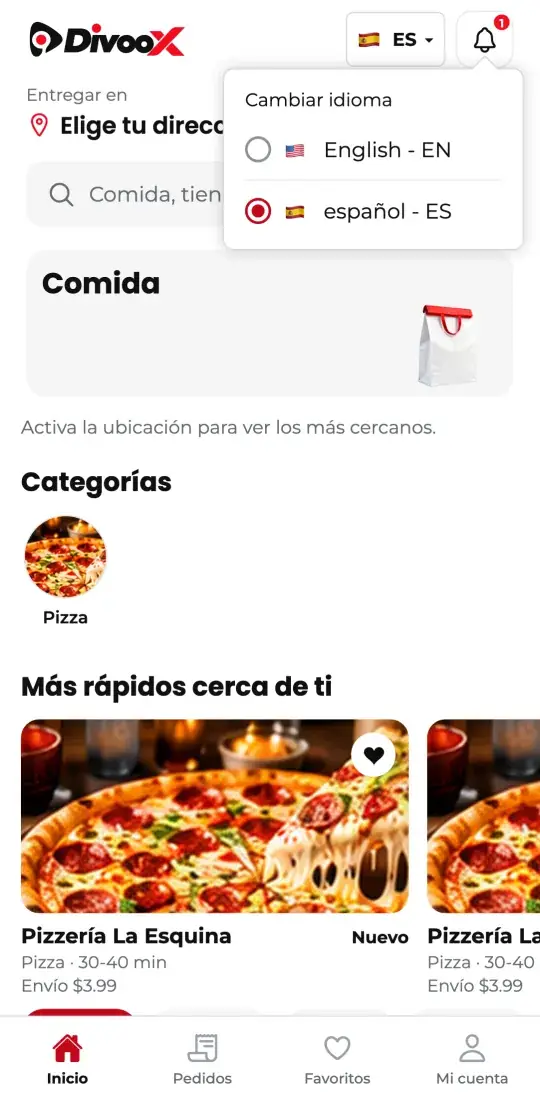 DivooX
ES
1
Entregar en
Elige tu direcc
Cambiar idioma
English - EN
español - ES
Comida, tien
Comida
Activa la ubicación para ver los más cercanos.
Categorías
Pizza
Más rápidos cerca de ti
Pizzería La Esquina
Nuevo
Pizza · 30-40 min
Envío $3.99
Pizzería La
Pizza · 30-40
Envío $3.99
Inicio
Pedidos
Favoritos
Mi cuenta